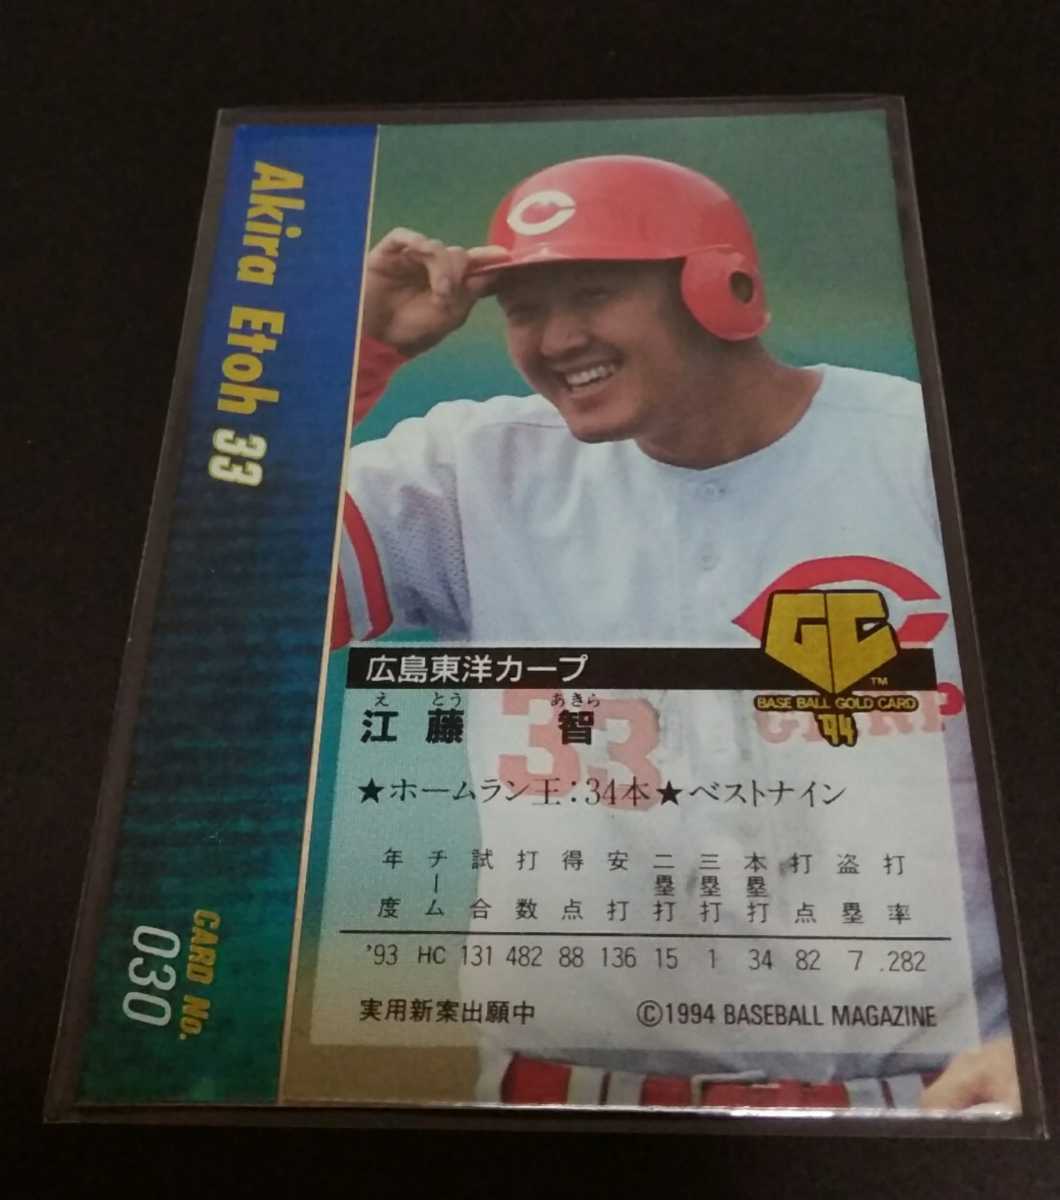 Akira Etoh 33
CARD No.
030
C
GC
TM
BASE BALL GOLD CARD
'94
広島東洋カープ
え とう あきら
江藤 智
33
★ホームラン王:34本★ベストナイン
年度 チーム 試合 打数 得点 安打 二塁打 三塁打 本塁打 打点 盗塁 打率
'93 HC 131 482 88 136 15 1 34 82 7 .282
実用新案出願中 ©1994 BASEBALL MAGAZINE